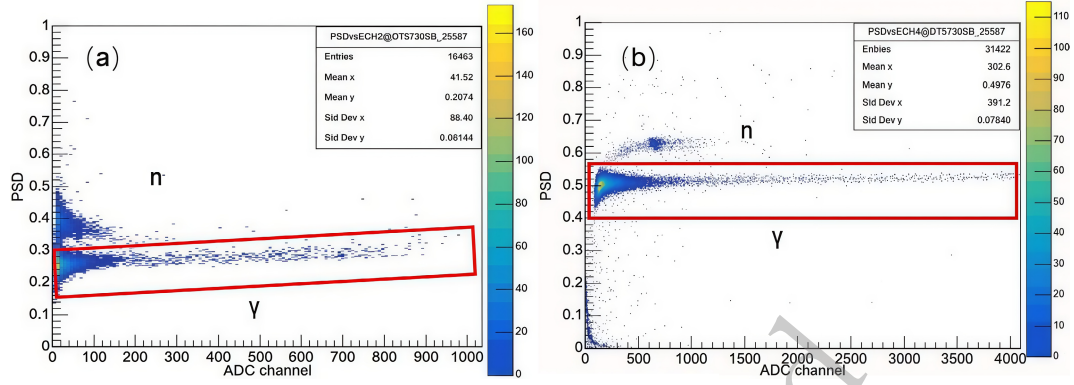 (a)
PSDvsECH2@OTS730SB_25587
Entries 16463
Mean x 41.52
Mean y 0.2074
Std Dev x 88.40
Std Dev y 0.06144
n
γ
PSD
1
0.9
0.8
0.7
0.6
0.5
0.4
0.3
0.2
0.1
0
0 100 200 300 400 500 600 700 800 900 1000
ADC channel
160
140
120
100
80
60
40
20
0
(b)
PSDvsECH4@DT5730SB_25587
Enbies 31422
Mean x 302.6
Mean y 0.4976
Std Dev x 391.2
Std Dev y 0.07840
n
γ
PSD
1
0.9
0.8
0.7
0.6
0.5
0.4
0.3
0.2
0.1
0
0 500 1000 1500 2000 2500 3000 3500 4000
ADC channel
110
100
90
80
70
60
50
40
30
20
10
0